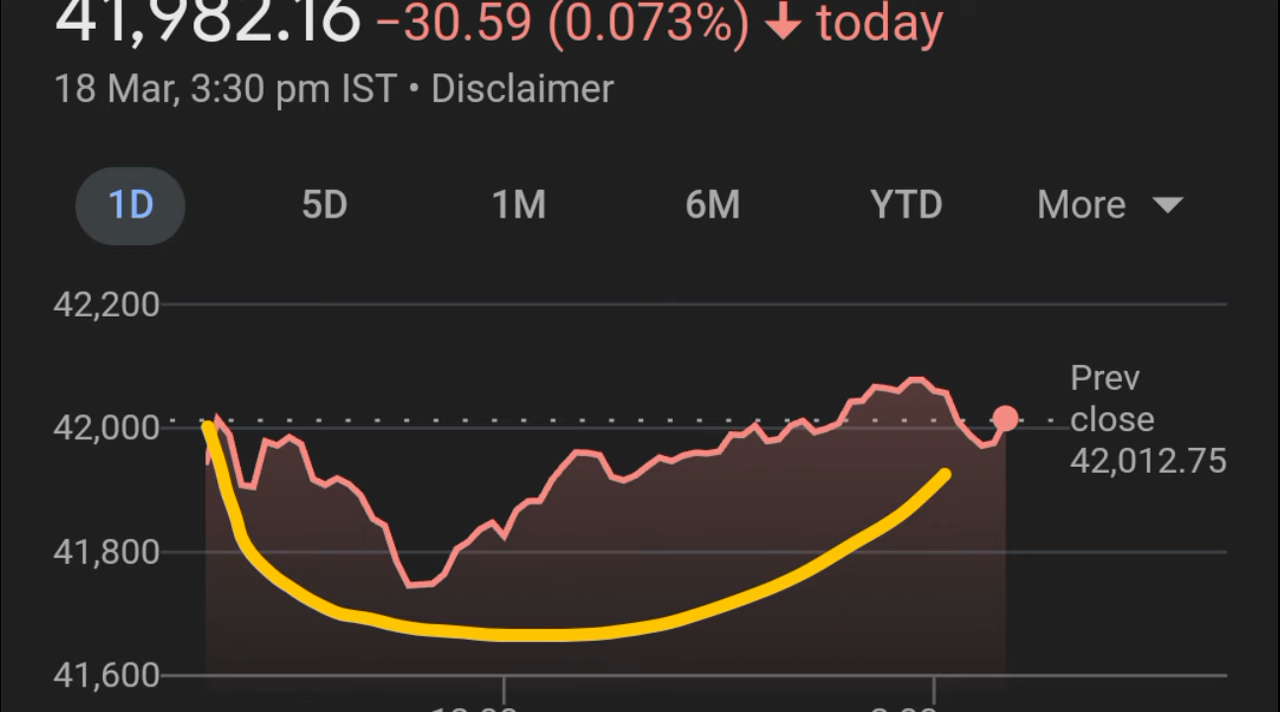 41,982.16 −30.59 (0.073%) ↓ today
18 Mar, 3:30 pm IST • Disclaimer
1D 5D 1M 6M YTD More
42,200
Prev
42,000 close
42,012.75
41,800
41,600